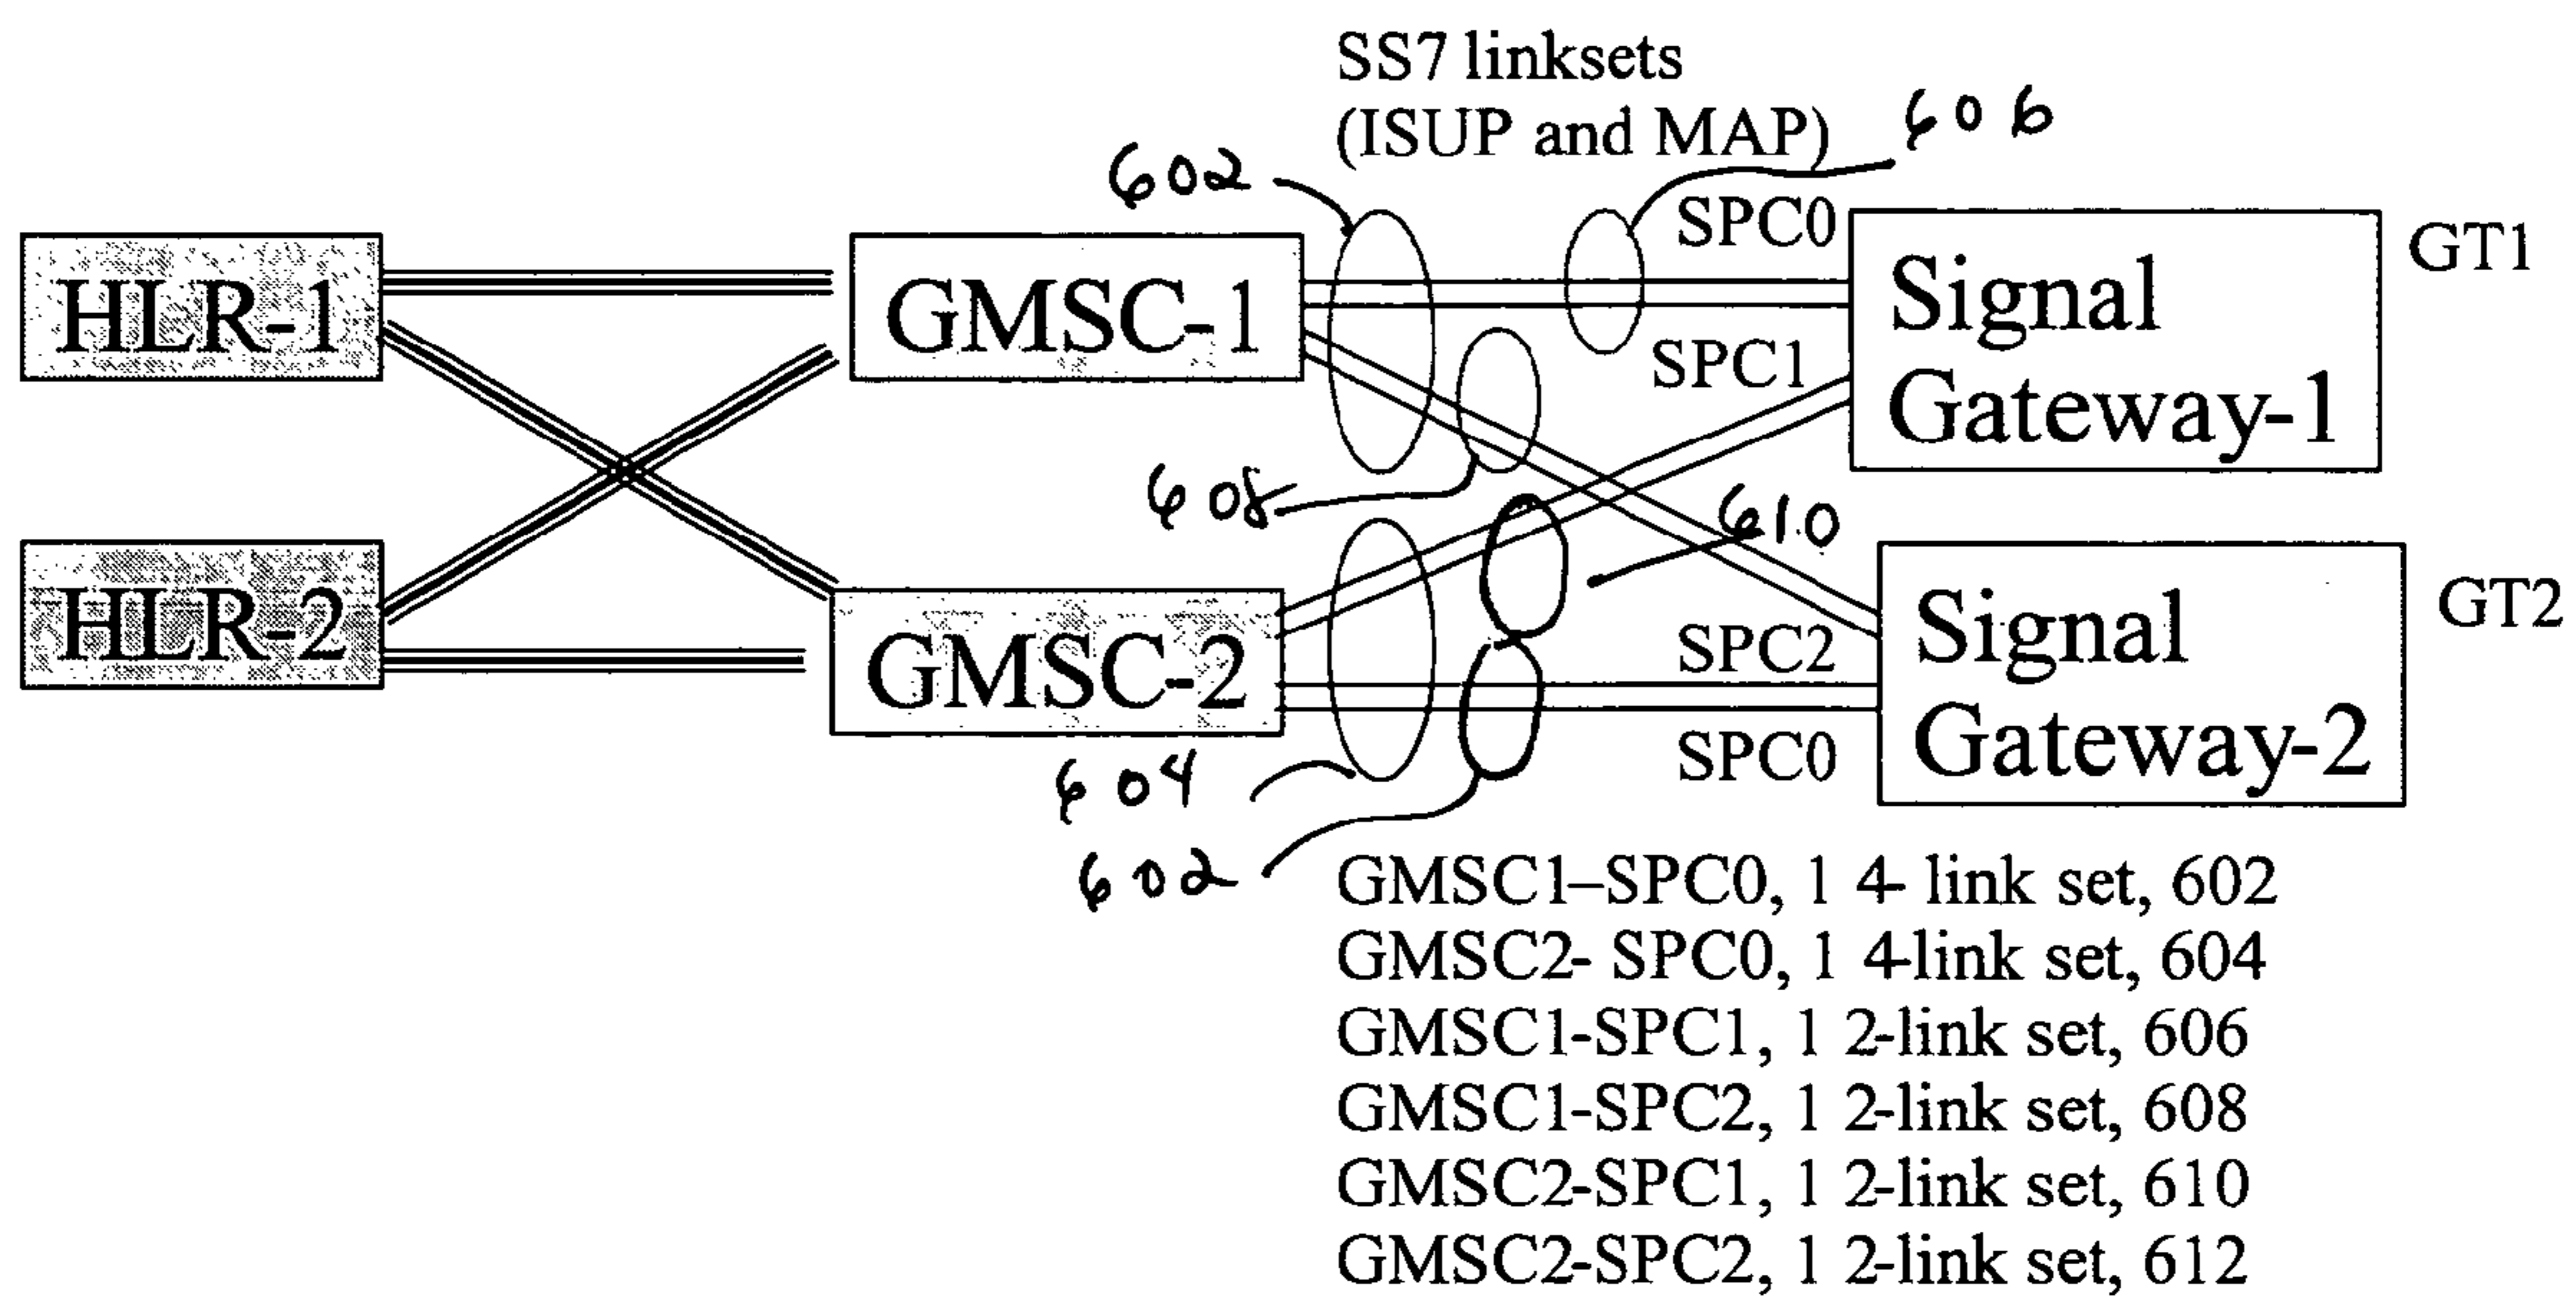 SS7 linksets
(ISUP and MAP)
606
602
SPC0
GT1
HLR-1
GMSC-1
Signal
Gateway-1
SPC1
608
610
HLR-2
GMSC-2
SPC2
Signal
Gateway-2
GT2
SPC0
604
602
GMSC1–SPC0, 1 4- link set, 602
GMSC2- SPC0, 1 4-link set, 604
GMSC1-SPC1, 1 2-link set, 606
GMSC1-SPC2, 1 2-link set, 608
GMSC2-SPC1, 1 2-link set, 610
GMSC2-SPC2, 1 2-link set, 612